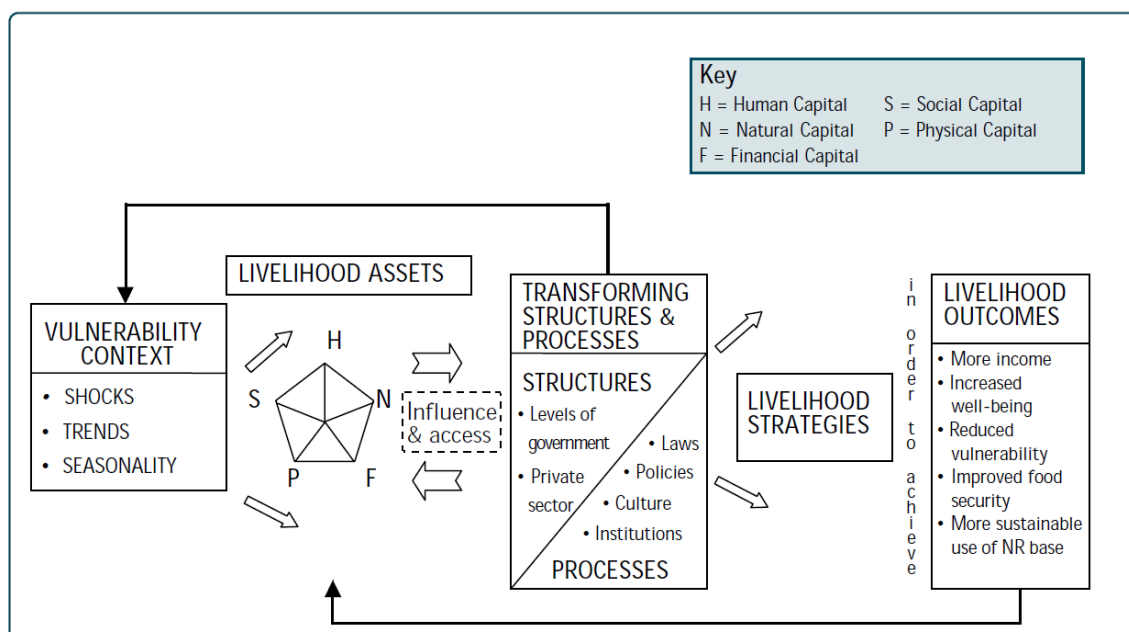 Key
H = Human Capital S = Social Capital
N = Natural Capital P = Physical Capital
F = Financial Capital
LIVELIHOOD ASSETS
VULNERABILITY
CONTEXT
• SHOCKS
• TRENDS
• SEASONALITY
H
S
N
P
F
Influence
& access
TRANSFORMING
STRUCTURES &
PROCESSES
STRUCTURES
• Levels of
government
• Private
sector
• Laws
• Policies
• Culture
• Institutions
PROCESSES
LIVELIHOOD
STRATEGIES
in order to achieve
LIVELIHOOD
OUTCOMES
• More income
• Increased
well-being
• Reduced
vulnerability
• Improved food
security
• More sustainable
use of NR base